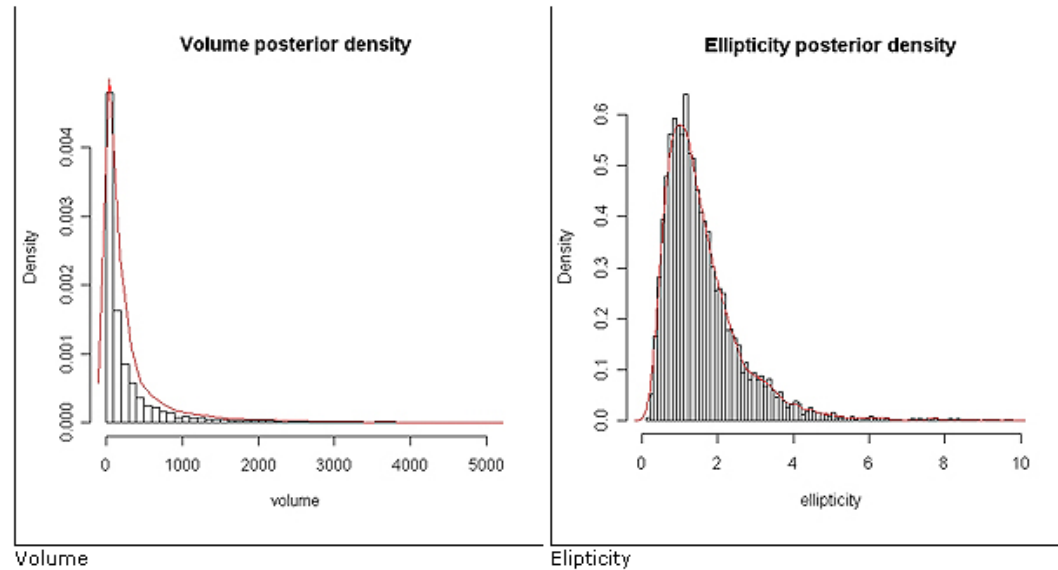 Volume posterior density
Density
0.000 0.001 0.002 0.003 0.004
0 1000 2000 3000 4000 5000
volume
Volume
Ellipticity posterior density
Density
0.0 0.1 0.2 0.3 0.4 0.5 0.6
0 2 4 6 8 10
ellipticity
Elipticity